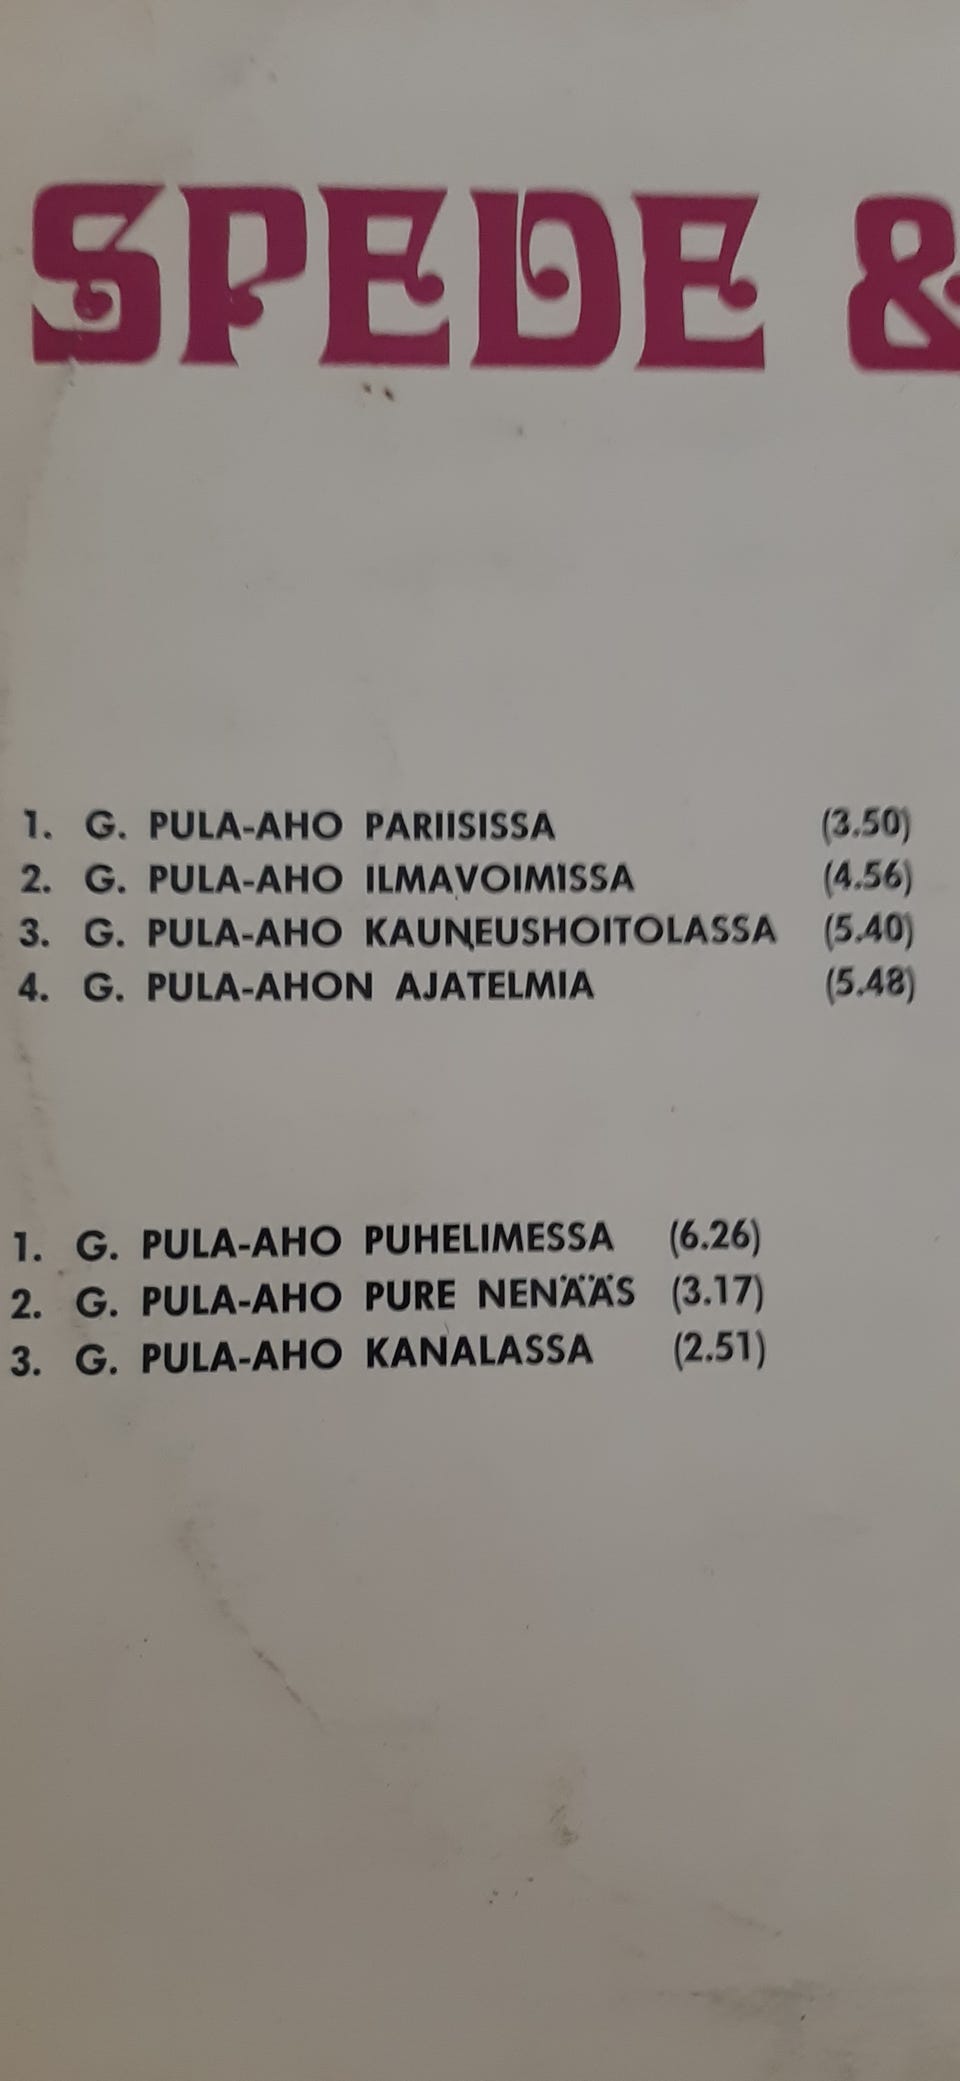 SPEDE &
1. G. PULA-AHO PARIISISSA (3.50)
2. G. PULA-AHO ILMAVOIMISSA (4.56)
3. G. PULA-AHO KAUNEUSHOITOLASSA (5.40)
4. G. PULA-AHON AJATELMIA (5.48)
1. G. PULA-AHO PUHELIMESSA (6.26)
2. G. PULA-AHO PURE NENÄÄS (3.17)
3. G. PULA-AHO KANALASSA (2.51)